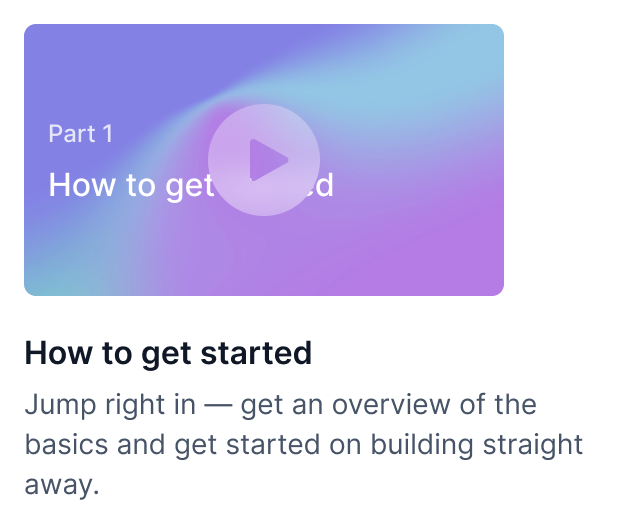 Part 1
How to get ed
How to get started
Jump right in — get an overview of the
basics and get started on building straight
away.